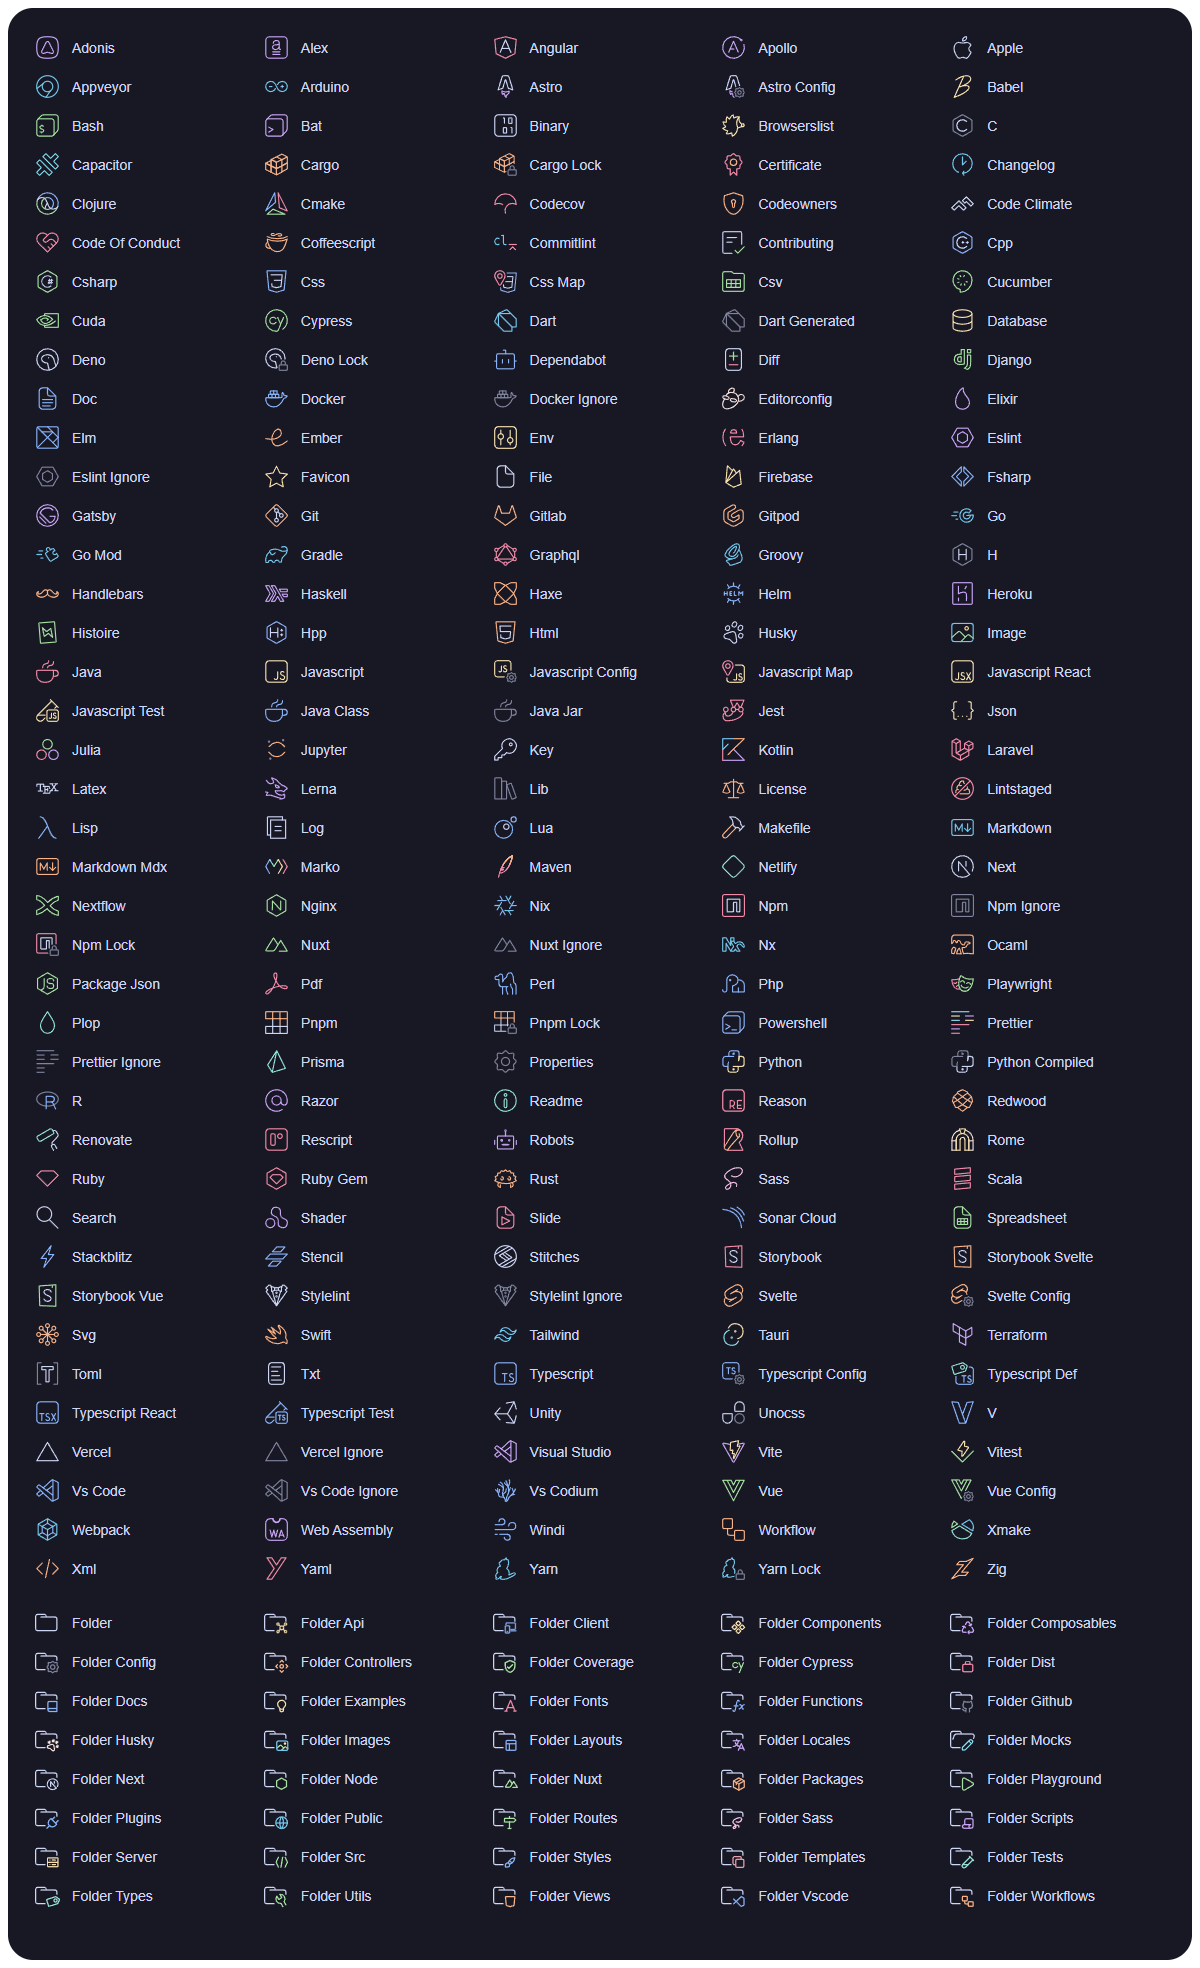 Adonis Alex Angular Apollo Apple
Appveyor Arduino Astro Astro Config Babel
Bash Bat Binary Browserslist C
Capacitor Cargo Cargo Lock Certificate Changelog
Clojure Cmake Codecov Codeowners Code Climate
Code Of Conduct Coffeescript Commitlint Contributing Cpp
Csharp Css Css Map Csv Cucumber
Cuda Cypress Dart Dart Generated Database
Deno Deno Lock Dependabot Diff Django
Doc Docker Docker Ignore Editorconfig Elixir
Elm Ember Env Erlang Eslint
Eslint Ignore Favicon File Firebase Fsharp
Gatsby Git Gitlab Gitpod Go
Go Mod Gradle Graphql Groovy H
Handlebars Haskell Haxe Helm Heroku
Histoire Hpp Html Husky Image
Java Javascript Javascript Config Javascript Map Javascript React
Javascript Test Java Class Java Jar Jest Json
Julia Jupyter Key Kotlin Laravel
Latex Lerna Lib License Lintstaged
Lisp Log Lua Makefile Markdown
Markdown Mdx Marko Maven Netlify Next
Nextflow Nginx Nix Npm Npm Ignore
Npm Lock Nuxt Nuxt Ignore Nx Ocaml
Package Json Pdf Perl Php Playwright
Plop Pnpm Pnpm Lock Powershell Prettier
Prettier Ignore Prisma Properties Python Python Compiled
R Razor Readme Reason Redwood
Renovate Rescript Robots Rollup Rome
Ruby Ruby Gem Rust Sass Scala
Search Shader Slide Sonar Cloud Spreadsheet
Stackblitz Stencil Stitches Storybook Storybook Svelte
Storybook Vue Stylelint Stylelint Ignore Svelte Svelte Config
Svg Swift Tailwind Tauri Terraform
Toml Txt Typescript Typescript Config Typescript Def
Typescript React Typescript Test Unity Unocss V
Vercel Vercel Ignore Visual Studio Vite Vitest
Vs Code Vs Code Ignore Vs Codium Vue Vue Config
Webpack Web Assembly Windi Workflow Xmake
Xml Yaml Yarn Yarn Lock Zig
Folder Folder Api Folder Client Folder Components Folder Composables
Folder Config Folder Controllers Folder Coverage Folder Cypress Folder Dist
Folder Docs Folder Examples Folder Fonts Folder Functions Folder Github
Folder Husky Folder Images Folder Layouts Folder Locales Folder Mocks
Folder Next Folder Node Folder Nuxt Folder Packages Folder Playground
Folder Plugins Folder Public Folder Routes Folder Sass Folder Scripts
Folder Server Folder Src Folder Styles Folder Templates Folder Tests
Folder Types Folder Utils Folder Views Folder Vscode Folder Workflows